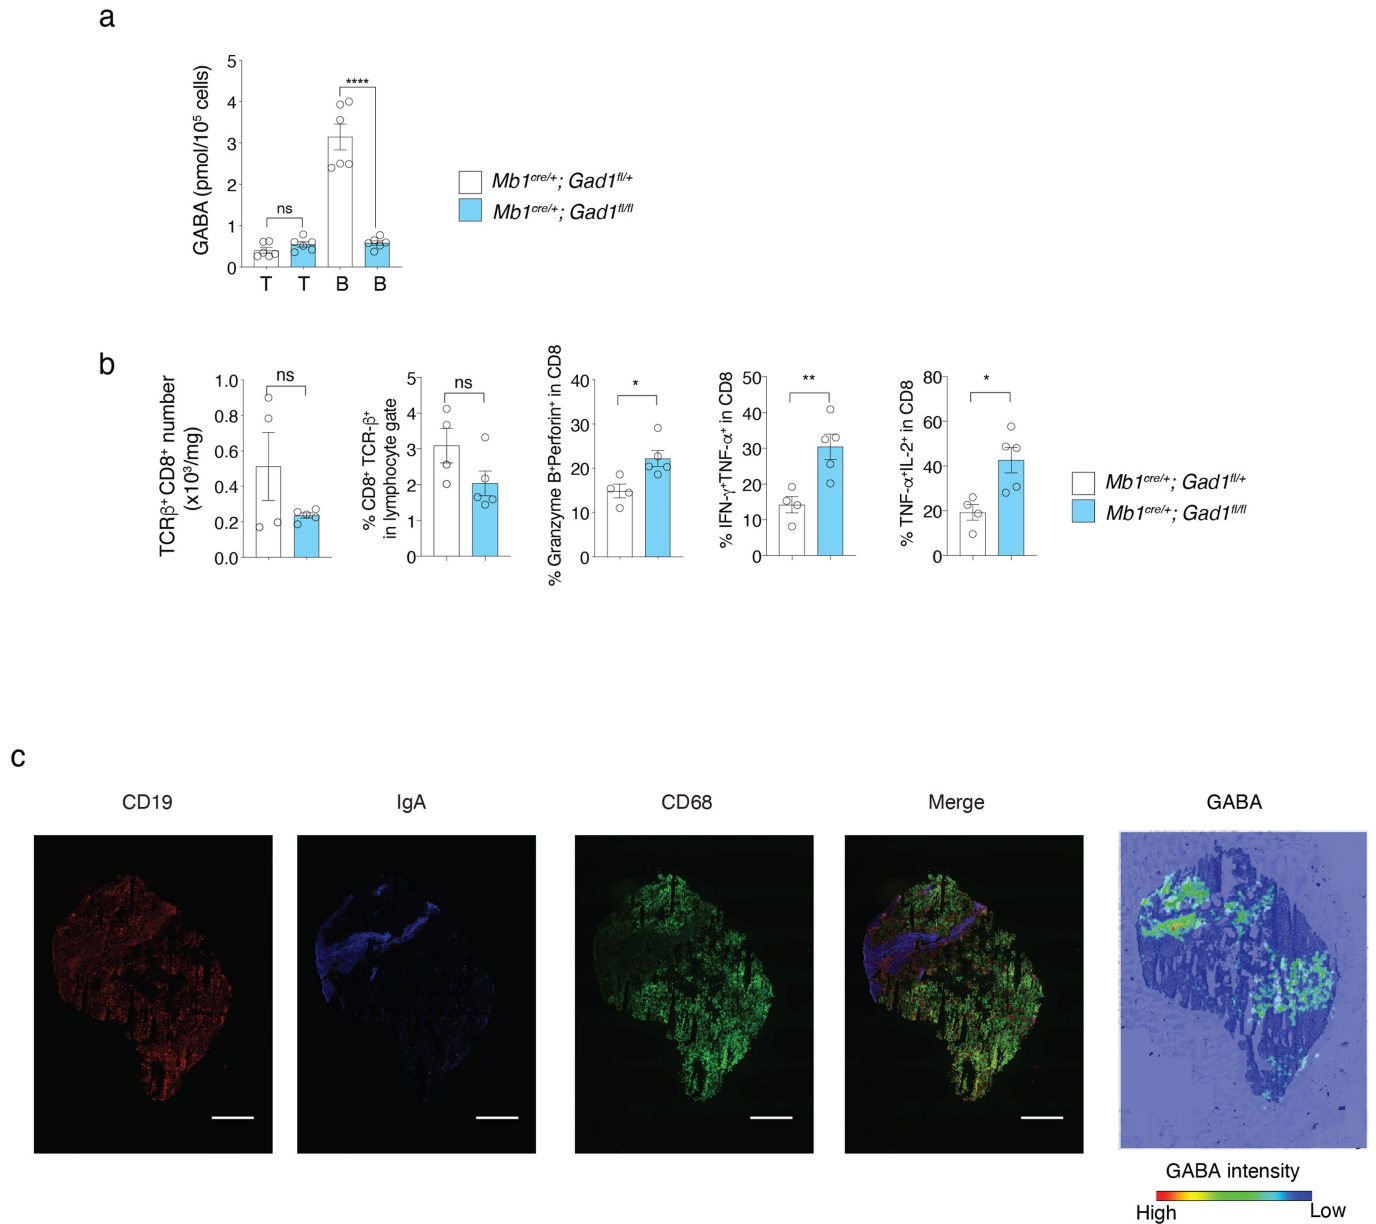 a
GABA (pmol/10⁵ cells)
5
4
3
2
1
0
ns
****
T T B B
Mb1cre/+; Gad1fl/+
Mb1cre/+; Gad1fl/fl
b
TCRβ⁺ CD8⁺ number
(x10³/mg)
1.0
0.8
0.6
0.4
0.2
0.0
ns
% CD8⁺ TCR-β⁺
in lymphocyte gate
5
4
3
2
1
0
ns
% Granzyme B⁺Perforin⁺ in CD8
40
30
20
10
0
*
% IFN-γ⁺TNF-α⁺ in CD8
50
40
30
20
10
0
**
% TNF-α⁺IL-2⁺ in CD8
80
60
40
20
0
*
Mb1cre/+; Gad1fl/+
Mb1cre/+; Gad1fl/fl
c
CD19 IgA CD68 Merge GABA
GABA intensity
High Low